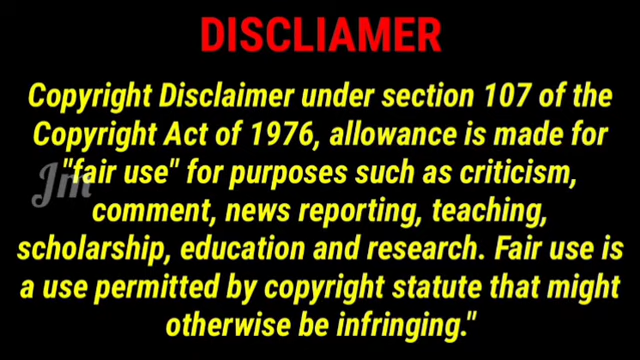 DISCLIAMER
Copyright Disclaimer under section 107 of the
Copyright Act of 1976, allowance is made for
"fair use" for purposes such as criticism,
Jm
comment, news reporting, teaching,
scholarship, education and research. Fair use is
a use permitted by copyright statute that might
otherwise be infringing."